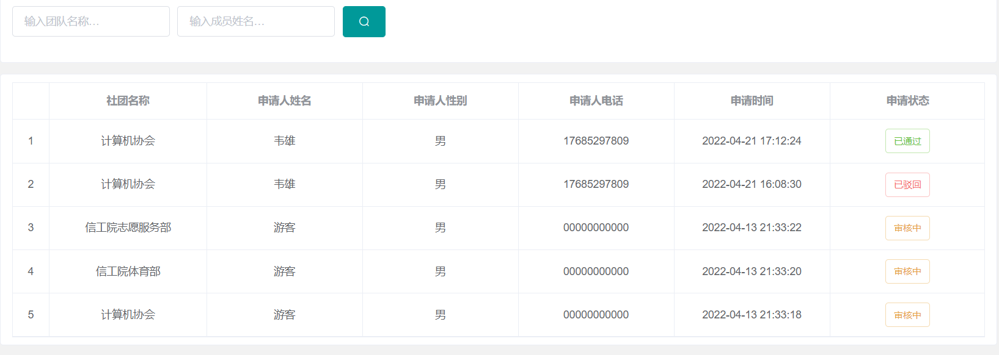 输入团队名称... 输入成员姓名...
社团名称 申请人姓名 申请人性别 申请人电话 申请时间 申请状态
1 计算机协会 韦雄 男 17685297809 2022-04-21 17:12:24 已通过
2 计算机协会 韦雄 男 17685297809 2022-04-21 16:08:30 已驳回
3 信工院志愿服务部 游客 男 00000000000 2022-04-13 21:33:22 审核中
4 信工院体育部 游客 男 00000000000 2022-04-13 21:33:20 审核中
5 计算机协会 游客 男 00000000000 2022-04-13 21:33:18 审核中